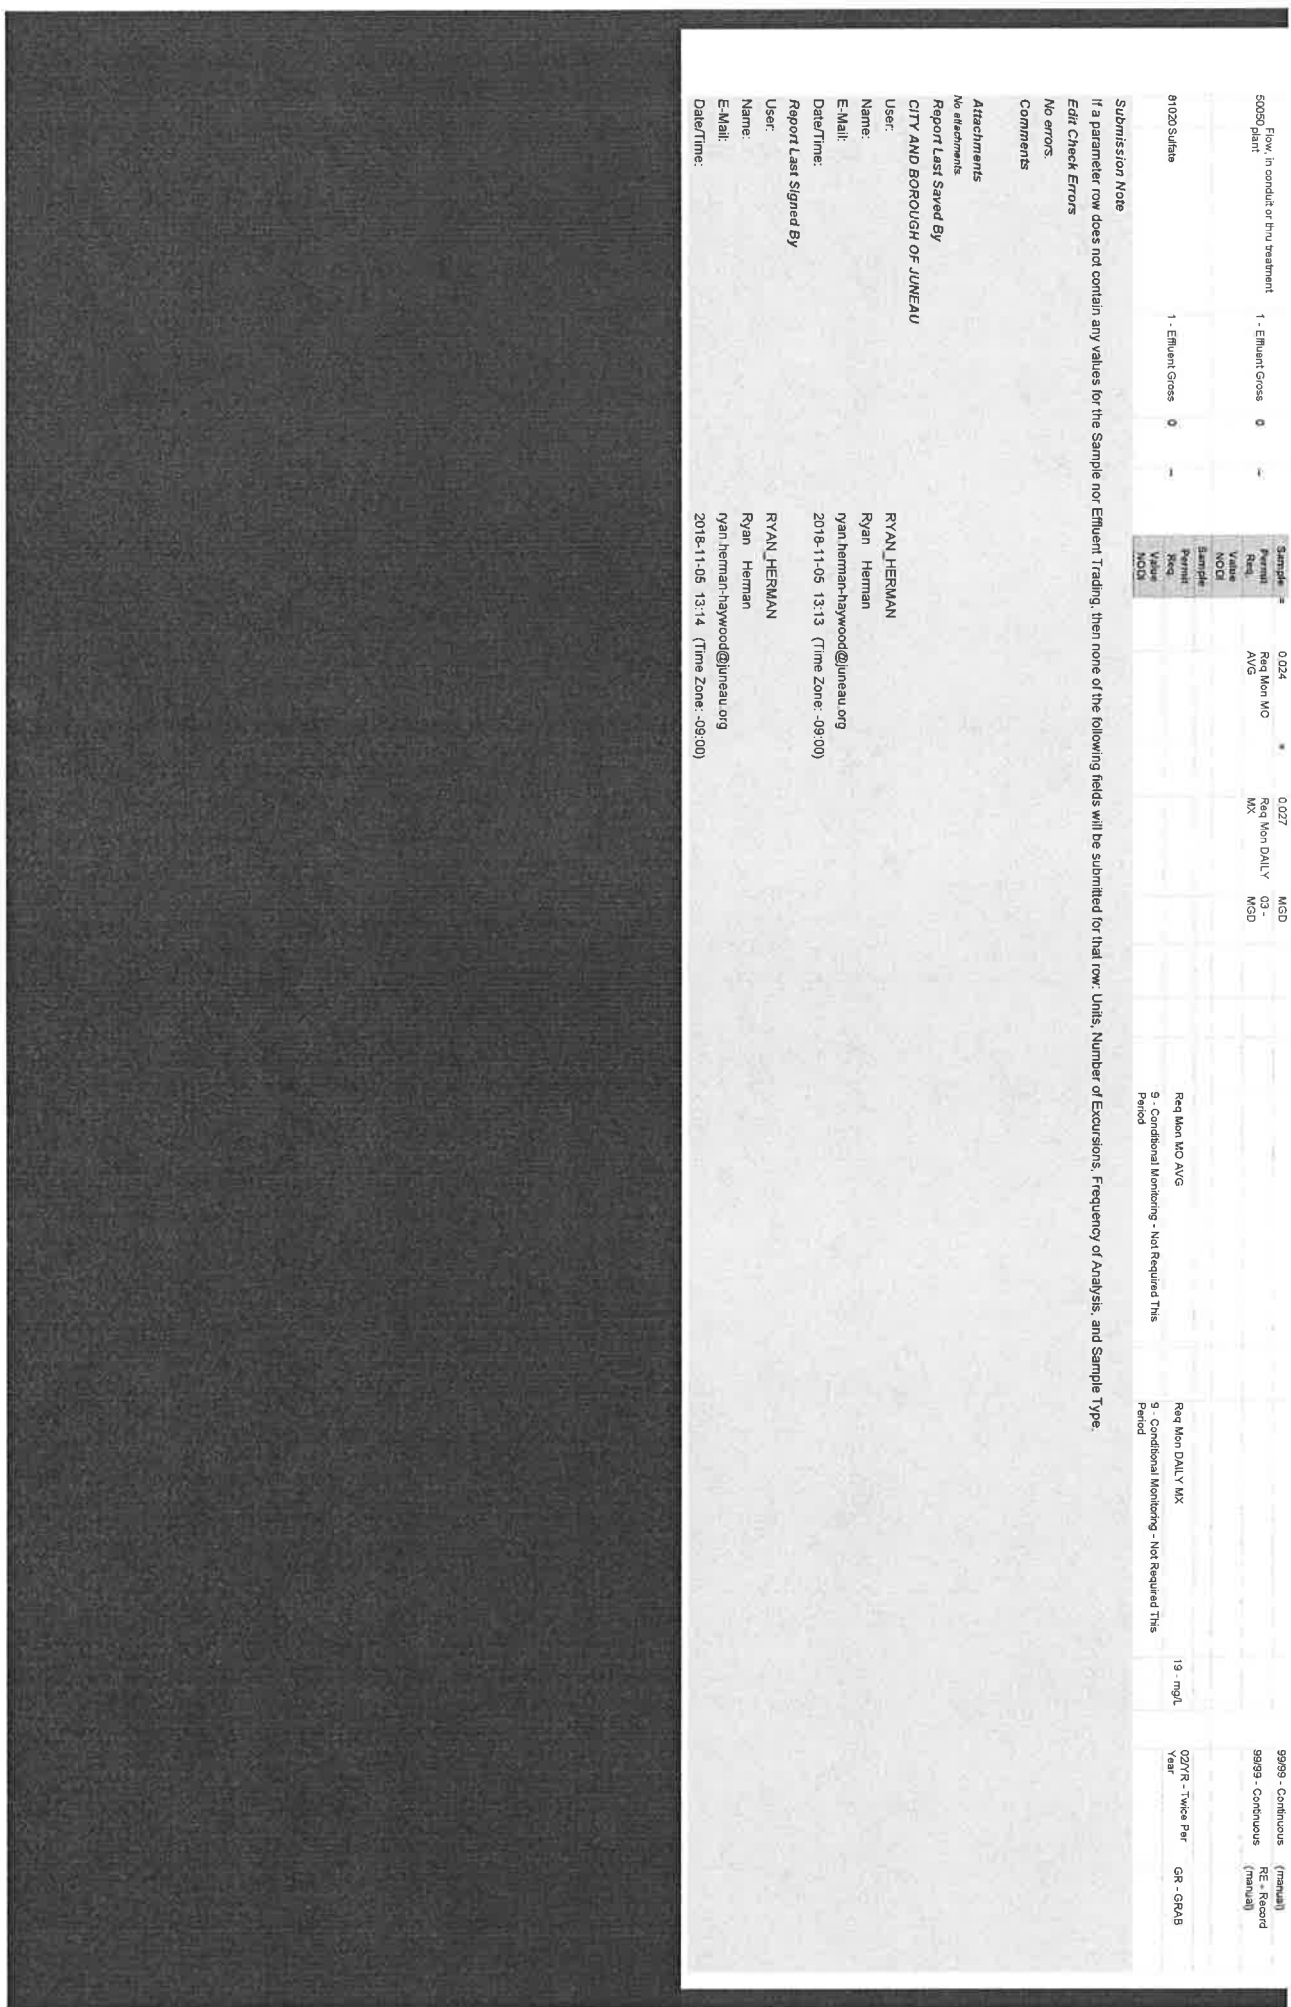 Sample = 0.024 = 0.027 MGD 99/99 - Continuous (manual)
50050 Flow, in conduit or thru treatment plant 1 - Effluent Gross 0 -- Permit Req. Req Mon MO AVG Req Mon DAILY MX 03 - MGD 99/99 - Continuous RE - Record (manual)
Value NODI
Sample
81020 Sulfate 1 - Effluent Gross 0 -- Permit Req. Req Mon MO AVG Req Mon DAILY MX 19 - mg/L 02/YR - Twice Per Year GR - GRAB
Value NODI 9 - Conditional Monitoring - Not Required This Period 9 - Conditional Monitoring - Not Required This Period
Submission Note
If a parameter row does not contain any values for the Sample nor Effluent Trading, then none of the following fields will be submitted for that row: Units, Number of Excursions, Frequency of Analysis, and Sample Type.
Edit Check Errors
No errors.
Comments
Attachments
No attachments.
Report Last Saved By
CITY AND BOROUGH OF JUNEAU
User: RYAN_HERMAN
Name: Ryan Herman
E-Mail: ryan.herman-haywood@juneau.org
Date/Time: 2018-11-05 13:13 (Time Zone: -09:00)
Report Last Signed By
User: RYAN_HERMAN
Name: Ryan Herman
E-Mail: ryan.herman-haywood@juneau.org
Date/Time: 2018-11-05 13:14 (Time Zone: -09:00)